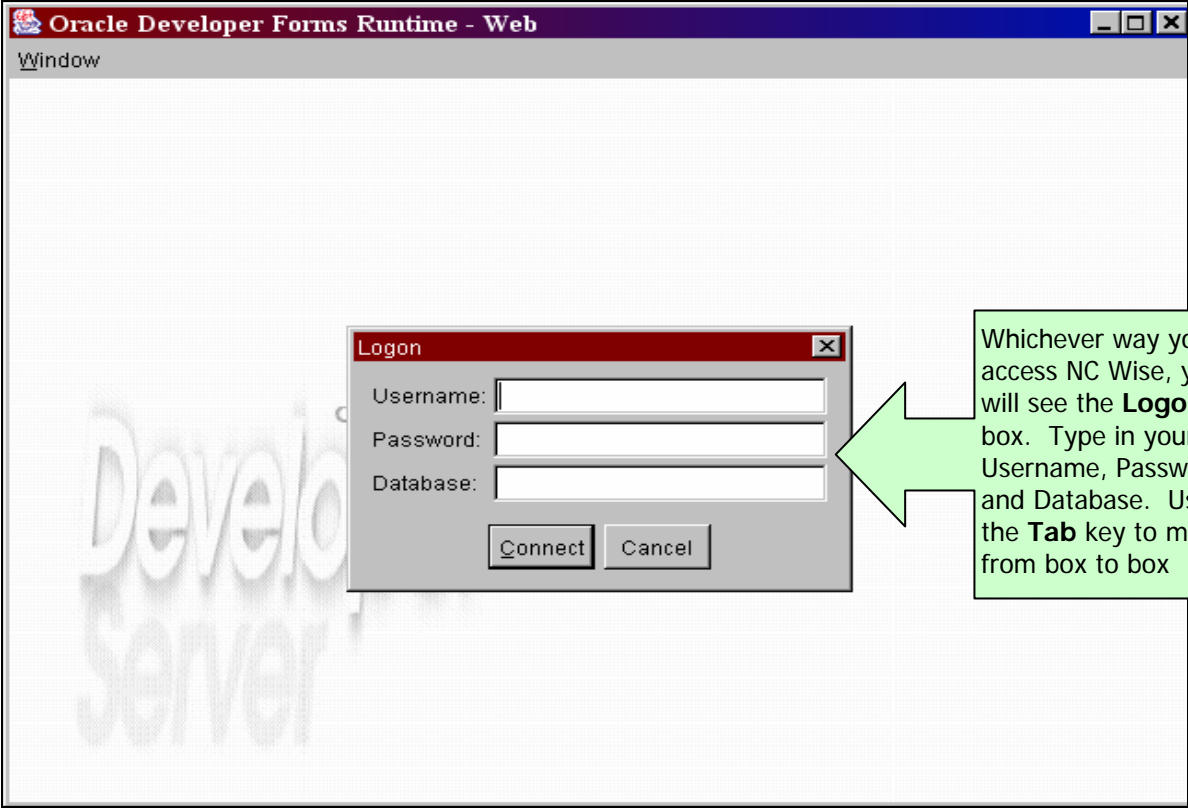 Oracle Developer Forms Runtime - Web
Window
Logon
Username:
Password:
Database:
Connect Cancel
Server
Whichever way yo
access NC Wise, y
will see the Logo
box. Type in your
Username, Passw
and Database. Us
the Tab key to m
from box to box